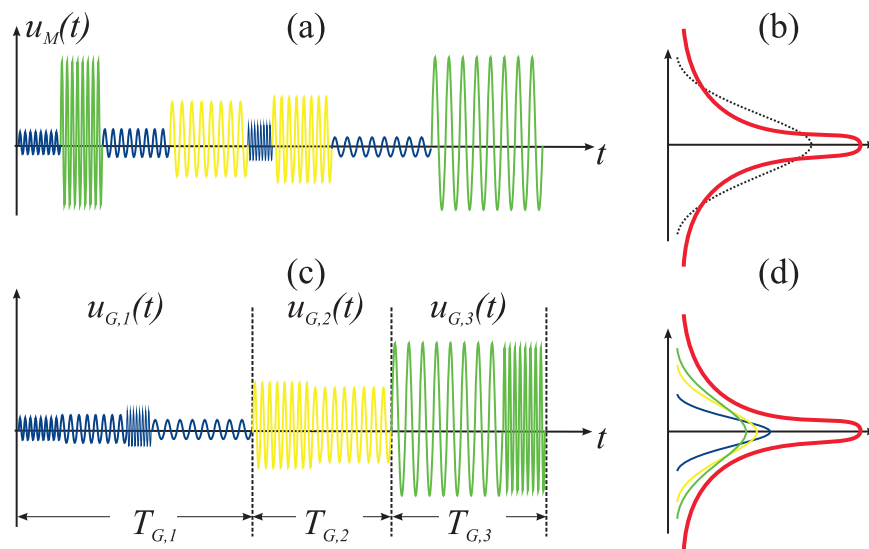 u_M(t) (a) (b)
t
(c) (d)
u_{G,1}(t) u_{G,2}(t) u_{G,3}(t)
t
T_{G,1} T_{G,2} T_{G,3}